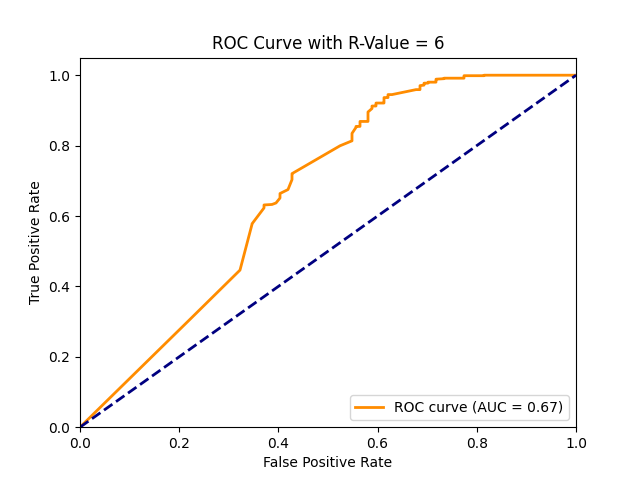 ROC Curve with R-Value = 6
True Positive Rate
1.0
0.8
0.6
0.4
0.2
0.0
ROC curve (AUC = 0.67)
0.0 0.2 0.4 0.6 0.8 1.0
False Positive Rate